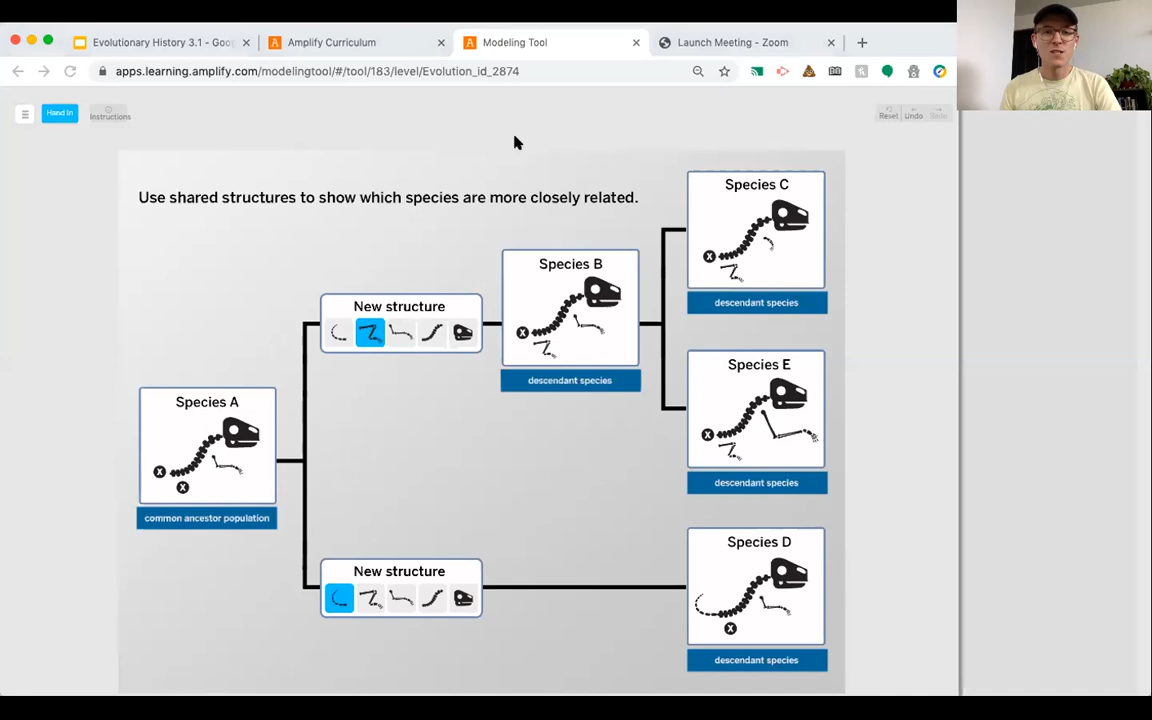 Evolutionary History 3.1 - Goo
Amplify Curriculum
Modeling Tool
Launch Meeting - Zoom
apps.learning.amplify.com/modelingtool/#/tool/183/level/Evolution_id_2874
Hand In
Instructions
Reset
Undo
Redo
Use shared structures to show which species are more closely related.
Species C
descendant species
New structure
Species B
descendant species
Species E
descendant species
Species A
X
X
common ancestor population
New structure
Species D
descendant species